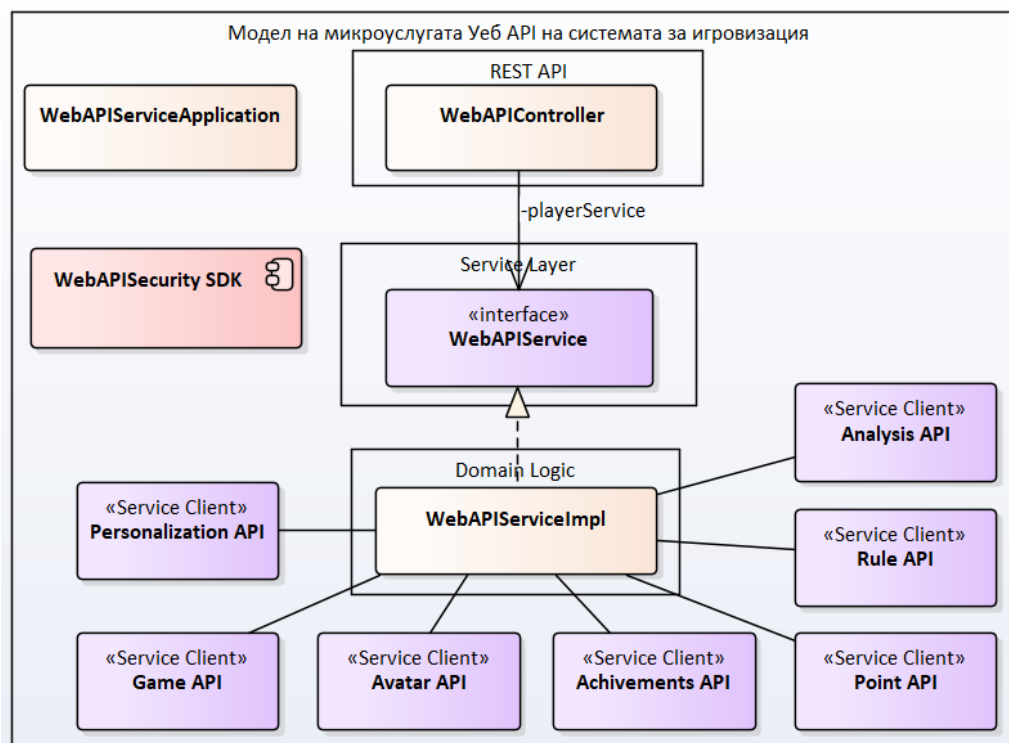 Модел на микроуслугата Уеб API на системата за игровизация
REST API
WebAPIServiceApplication
WebAPIController
-playerService
Service Layer
WebAPISecurity SDK
«interface»
WebAPIService
«Service Client»
Analysis API
Domain Logic
WebAPIServiceImpl
«Service Client»
Personalization API
«Service Client»
Rule API
«Service Client»
Game API
«Service Client»
Avatar API
«Service Client»
Achivements API
«Service Client»
Point API